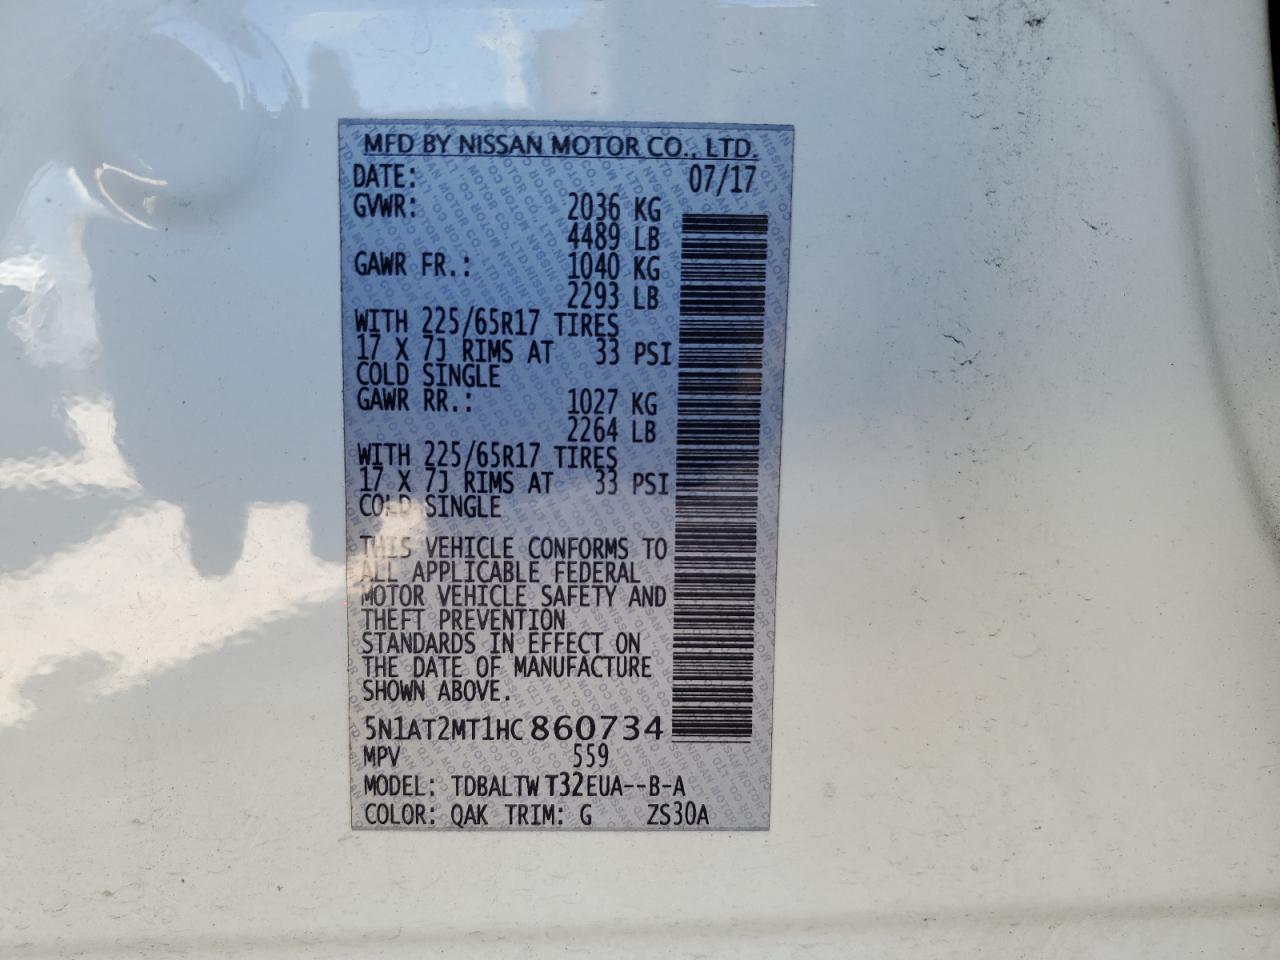 MFD BY NISSAN MOTOR CO., LTD.
DATE: 07/17
GVWR: 2036 KG
4489 LB
GAWR FR.: 1040 KG
2293 LB
WITH 225/65R17 TIRES
17 X 7J RIMS AT 33 PSI
COLD SINGLE
GAWR RR.: 1027 KG
2264 LB
WITH 225/65R17 TIRES
17 X 7J RIMS AT 33 PSI
COLD SINGLE
THIS VEHICLE CONFORMS TO
ALL APPLICABLE FEDERAL
MOTOR VEHICLE SAFETY AND
THEFT PREVENTION
STANDARDS IN EFFECT ON
THE DATE OF MANUFACTURE
SHOWN ABOVE.
5N1AT2MT1HC860734
MPV 559
MODEL: TDBALTWT32EUA--B-A
COLOR: QAK TRIM: G ZS30A